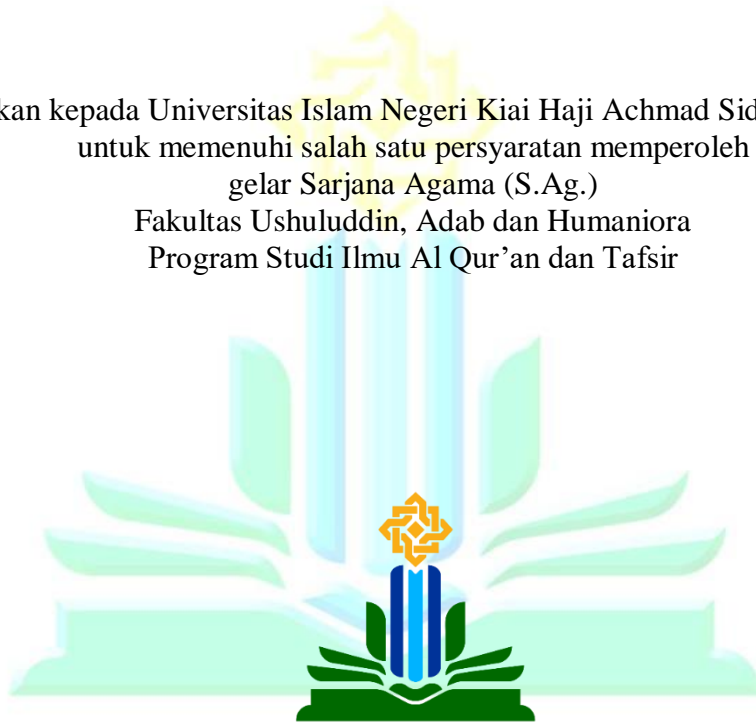 kan kepada Universitas Islam Negeri Kiai Haji Achmad Sid
untuk memenuhi salah satu persyaratan memperoleh
gelar Sarjana Agama (S.Ag.)
Fakultas Ushuluddin, Adab dan Humaniora
Program Studi Ilmu Al Qur’an dan Tafsir